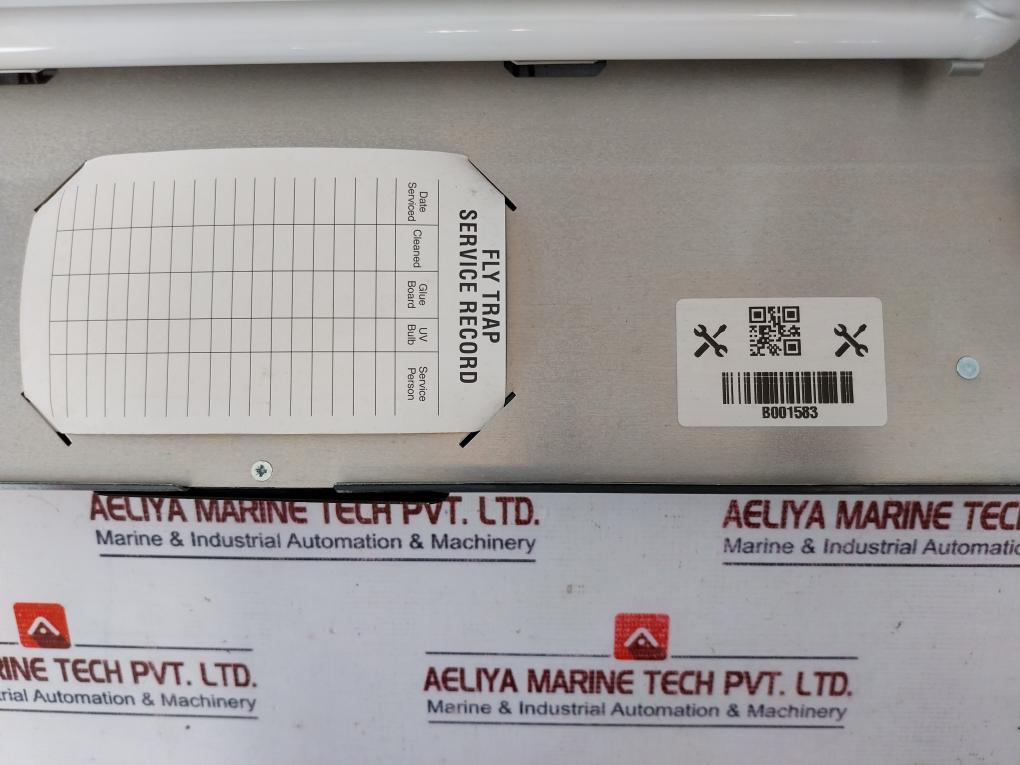 FLY TRAP
SERVICE RECORD
Date Serviced
Cleaned
Glue Board
UV Bulb
Service Person
B001583
AELIYA MARINE TECH PVT. LTD.
Marine & Industrial Automation & Machinery
AELIYA MARINE TEC
Marine & Industrial Automatio
RINE TECH PVT. LTD.
rial Automation & Machinery
AELIYA MARINE TECH PVT. LTD.
Marine & Industrial Automation & Machinery